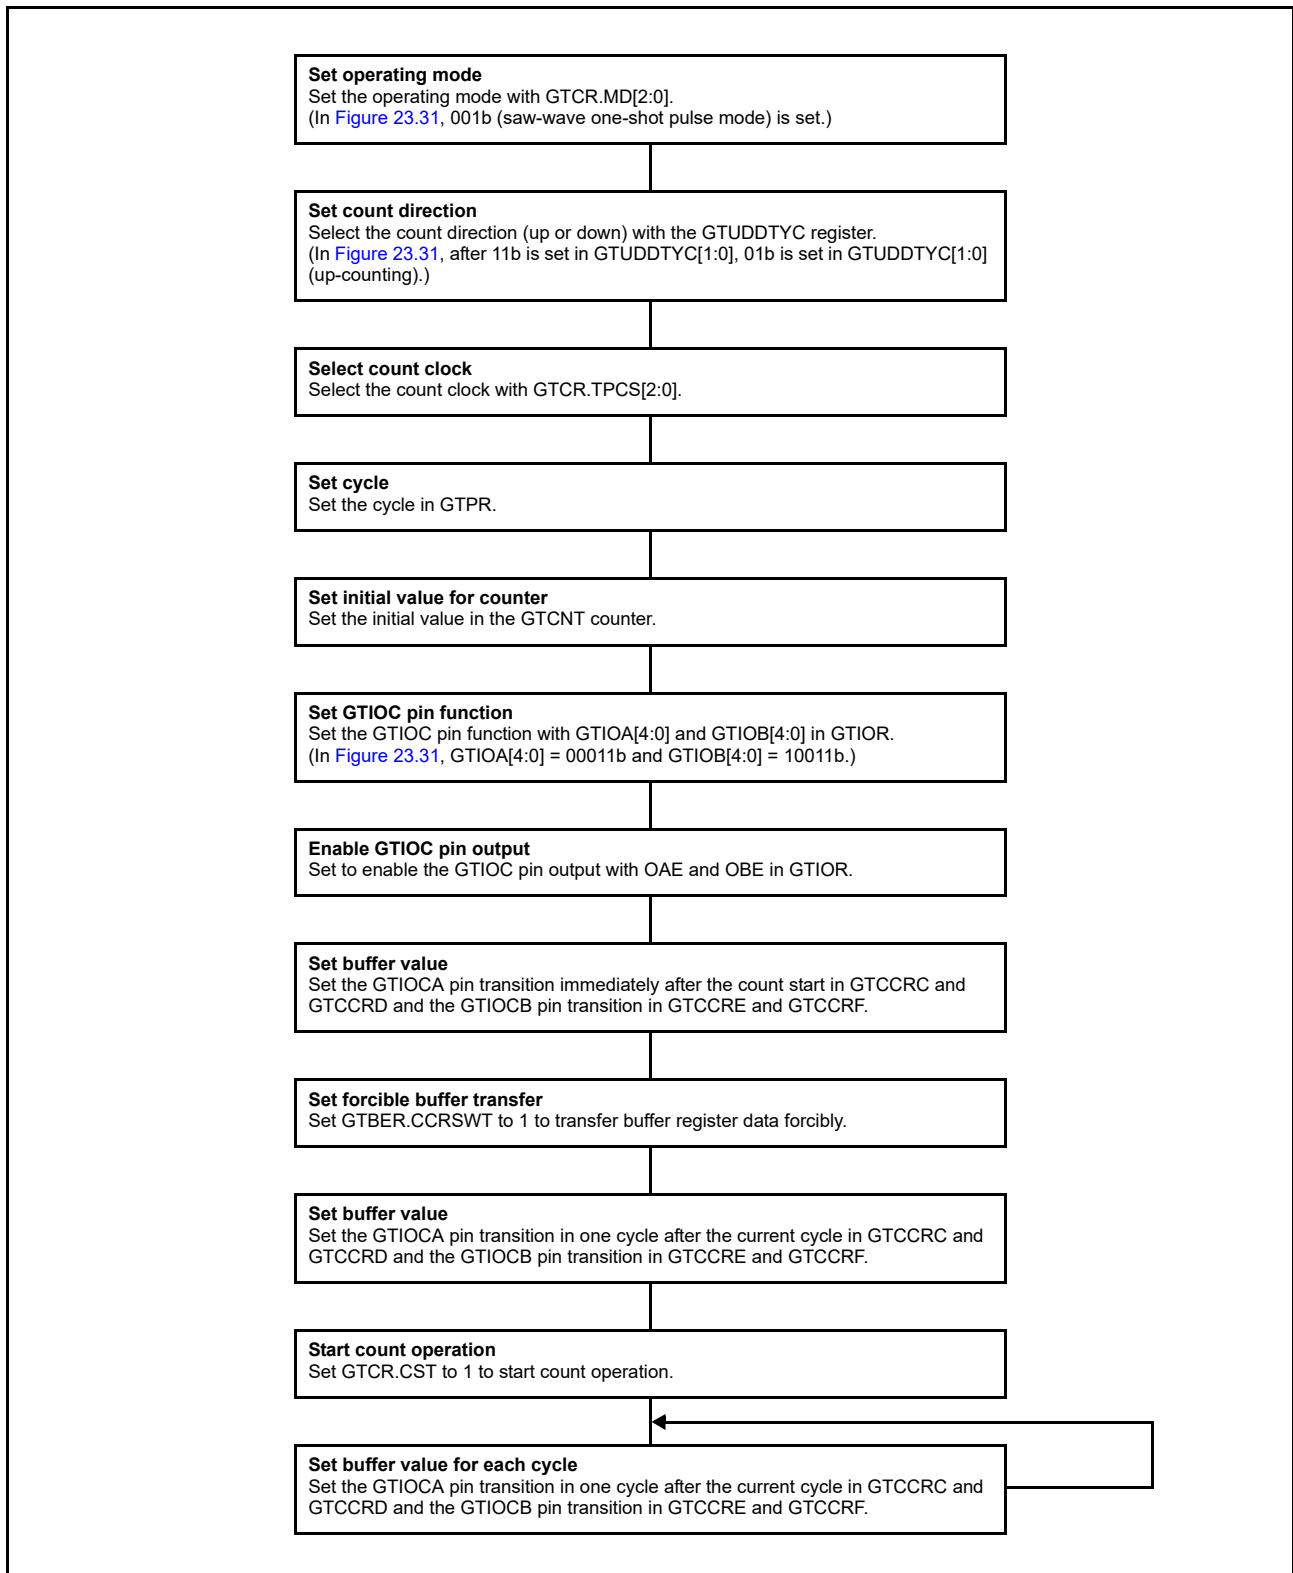 Set operating mode
Set the operating mode with GTCR.MD[2:0].
(In Figure 23.31, 001b (saw-wave one-shot pulse mode) is set.)
Set count direction
Select the count direction (up or down) with the GTUDDTYC register.
(In Figure 23.31, after 11b is set in GTUDDTYC[1:0], 01b is set in GTUDDTYC[1:0]
(up-counting).)
Select count clock
Select the count clock with GTCR.TPCS[2:0].
Set cycle
Set the cycle in GTPR.
Set initial value for counter
Set the initial value in the GTCNT counter.
Set GTIOC pin function
Set the GTIOC pin function with GTIOA[4:0] and GTIOB[4:0] in GTIOR.
(In Figure 23.31, GTIOA[4:0] = 00011b and GTIOB[4:0] = 10011b.)
Enable GTIOC pin output
Set to enable the GTIOC pin output with OAE and OBE in GTIOR.
Set buffer value
Set the GTIOCA pin transition immediately after the count start in GTCCRC and
GTCCRD and the GTIOCB pin transition in GTCCRE and GTCCRF.
Set forcible buffer transfer
Set GTBER.CCRSWT to 1 to transfer buffer register data forcibly.
Set buffer value
Set the GTIOCA pin transition in one cycle after the current cycle in GTCCRC and
GTCCRD and the GTIOCB pin transition in GTCCRE and GTCCRF.
Start count operation
Set GTCR.CST to 1 to start count operation.
Set buffer value for each cycle
Set the GTIOCA pin transition in one cycle after the current cycle in GTCCRC and
GTCCRD and the GTIOCB pin transition in GTCCRE and GTCCRF.